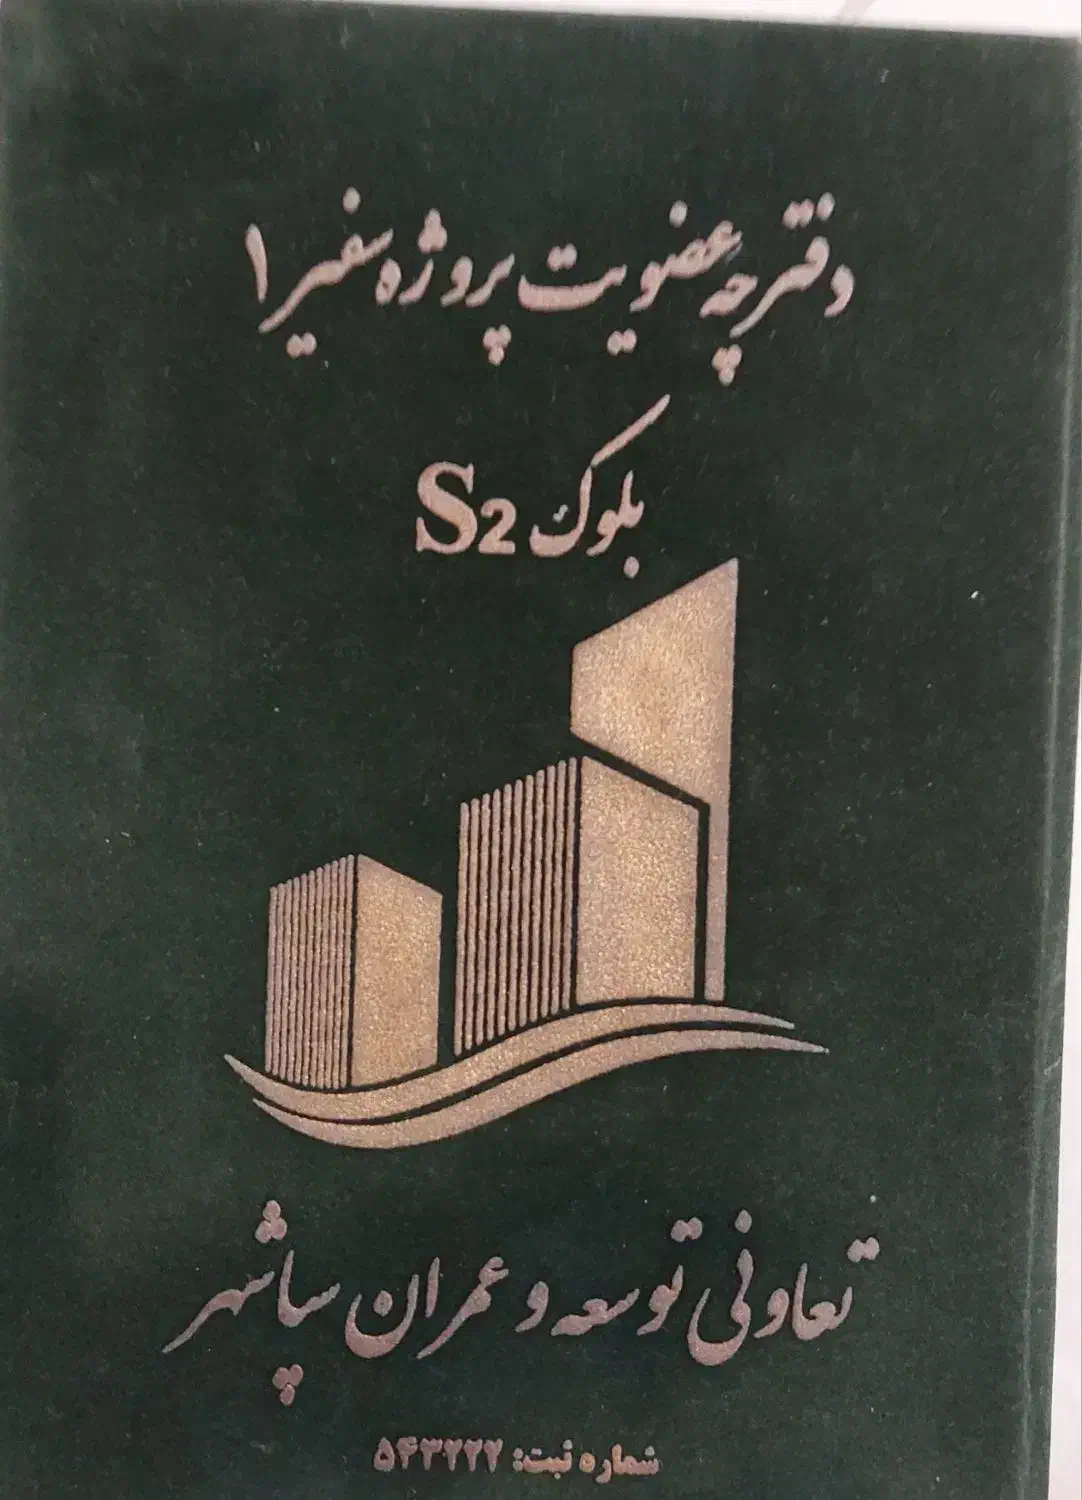 دفترچه عضویت پروژه سفیر ۱
بلوک S2
تعاونی توسعه و عمران سپاشهر
شماره ثبت: ۵۴۳۲۲۲